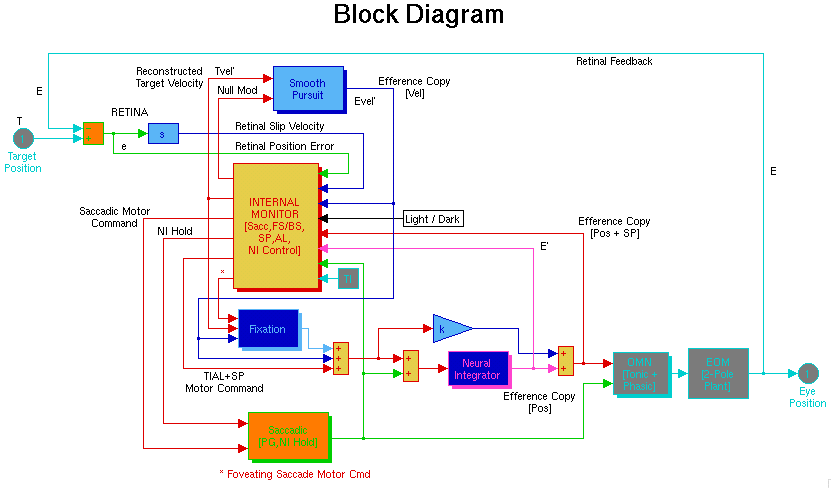 Block Diagram
Retinal Feedback
Reconstructed
Target Velocity
Tvel'
Null Mod
Smooth
Pursuit
Efference Copy
[Vel]
Evel'
E
T
RETINA
Target
Position
e
s
Retinal Slip Velocity
Retinal Position Error
E
INTERNAL
MONITOR
[Sacc,FS/BS,
SP,AL,
NI Control]
Light / Dark
Saccadic Motor
Command
NI Hold
Efference Copy
[Pos + SP]
E'
*
Fixation
k
TIAL+SP
Motor Command
Neural
Integrator
Efference Copy
[Pos]
OMN
[Tonic +
Phasic]
EOM
[2-Pole
Plant]
1
Eye
Position
Saccadic
[PG,NI Hold]
* Foveating Saccade Motor Cmd